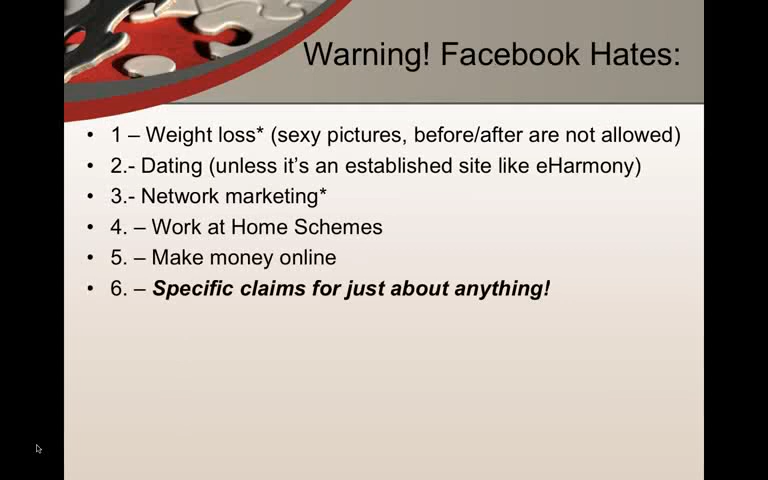 Warning! Facebook Hates:
• 1 – Weight loss* (sexy pictures, before/after are not allowed)
• 2.- Dating (unless it’s an established site like eHarmony)
• 3.- Network marketing*
• 4. – Work at Home Schemes
• 5. – Make money online
• 6. – Specific claims for just about anything!